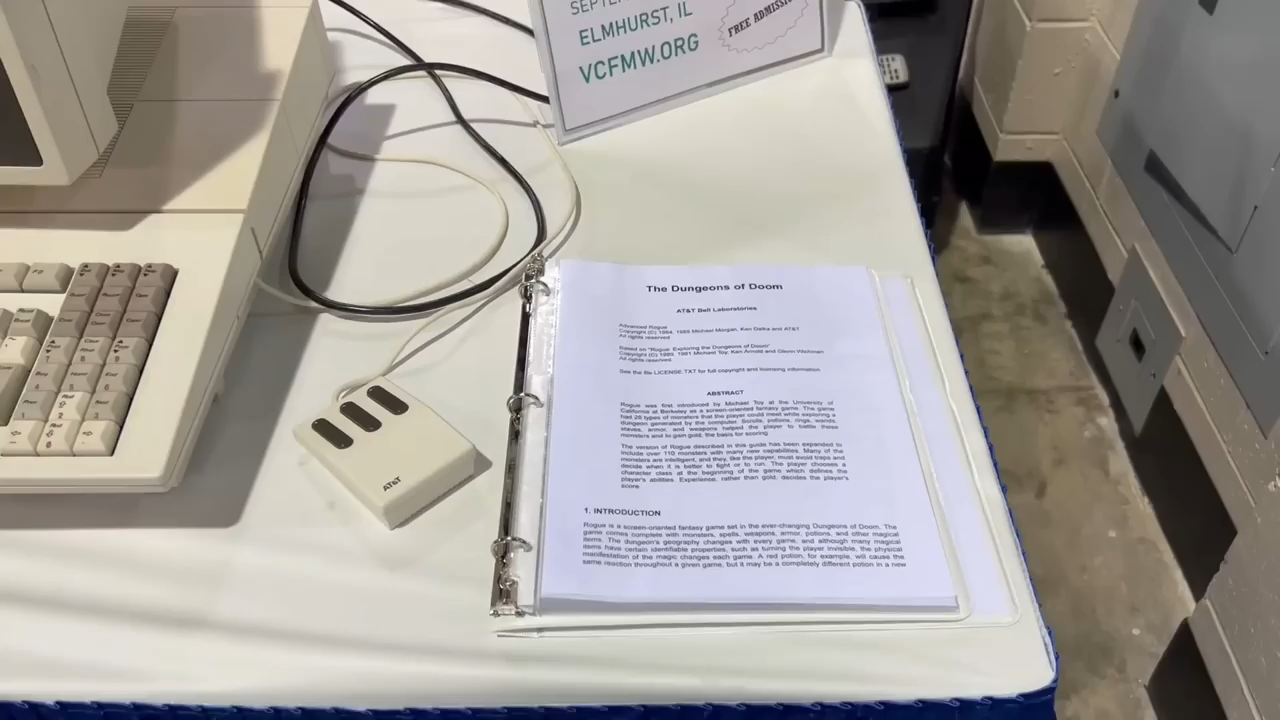 SEPTE
ELMHURST, IL
VCFMW.ORG
FREE ADMISSI
AT&T
The Dungeons of Doom
AT&T Bell Laboratories
Advanced Rogue
Copyright (C) 1984, 1985 Michael Morgan, Ken Dalka and AT&T
All rights reserved
Based on "Rogue: Exploring the Dungeons of Doom"
Copyright (C) 1980, 1981 Michael Toy, Ken Arnold and Glenn Wichman
All rights reserved
See the file LICENSE.TXT for full copyright and licensing information.
ABSTRACT
Rogue was first introduced by Michael Toy at the University of
California at Berkeley as a screen-oriented fantasy game. The game
had 26 types of monsters that the player could meet while exploring a
dungeon generated by the computer. Scrolls, potions, rings, wands,
staves, armor, and weapons helped the player to battle these
monsters and to gain gold, the basis for scoring.
The version of Rogue described in this guide has been expanded to
include over 110 monsters with many new capabilities. Many of the
monsters are intelligent, and they, like the player, must avoid traps and
decide when it is better to fight or to run. The player chooses a
character class at the beginning of the game which defines the
player's abilities. Experience, rather than gold, decides the player's
score.
1. INTRODUCTION
Rogue is a screen-oriented fantasy game set in the ever-changing Dungeons of Doom. The
game comes complete with monsters, spells, weapons, armor, potions, and other magical
items. The dungeon's geography changes with every game, and although many magical
items have certain identifiable properties, such as turning the player invisible, the physical
manifestation of the magic changes each game. A red potion, for example, will cause the
same reaction throughout a given game, but it may be a completely different potion in a new